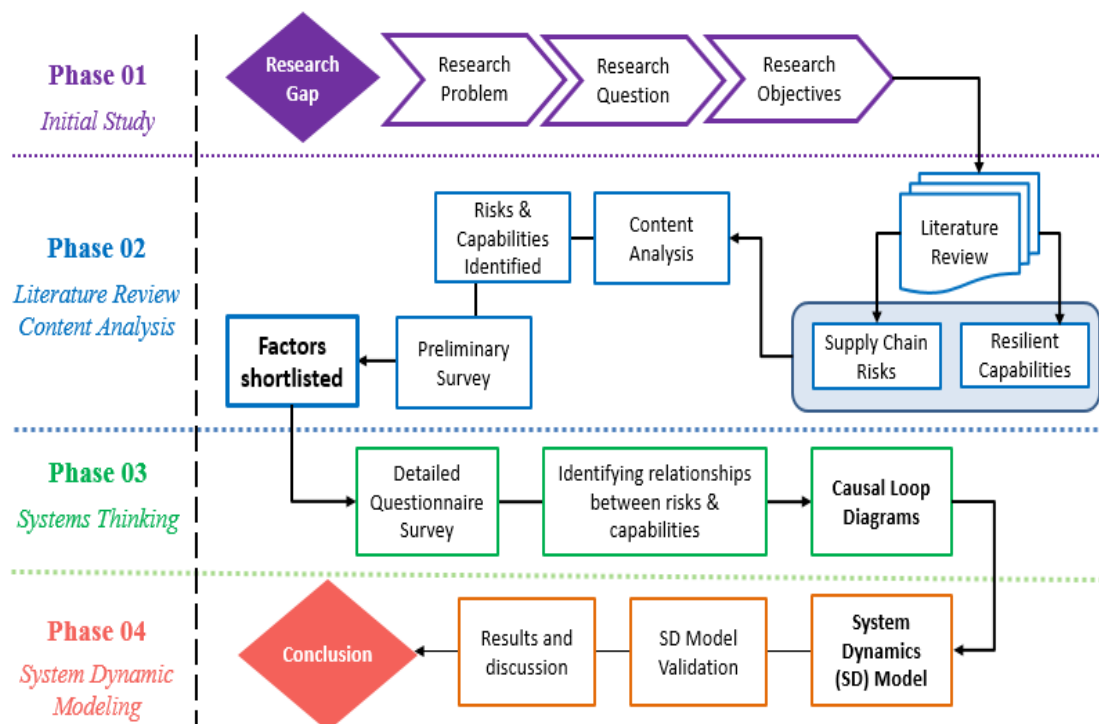 Phase 01
Initial Study
Research
Gap
Research
Problem
Research
Question
Research
Objectives
Phase 02
Literature Review
Content Analysis
Literature
Review
Supply Chain
Risks
Resilient
Capabilities
Content
Analysis
Risks &
Capabilities
Identified
Preliminary
Survey
Factors
shortlisted
Phase 03
Systems Thinking
Detailed
Questionnaire
Survey
Identifying relationships
between risks &
capabilities
Causal Loop
Diagrams
Phase 04
System Dynamic
Modeling
System
Dynamics
(SD) Model
SD Model
Validation
Results and
discussion
Conclusion